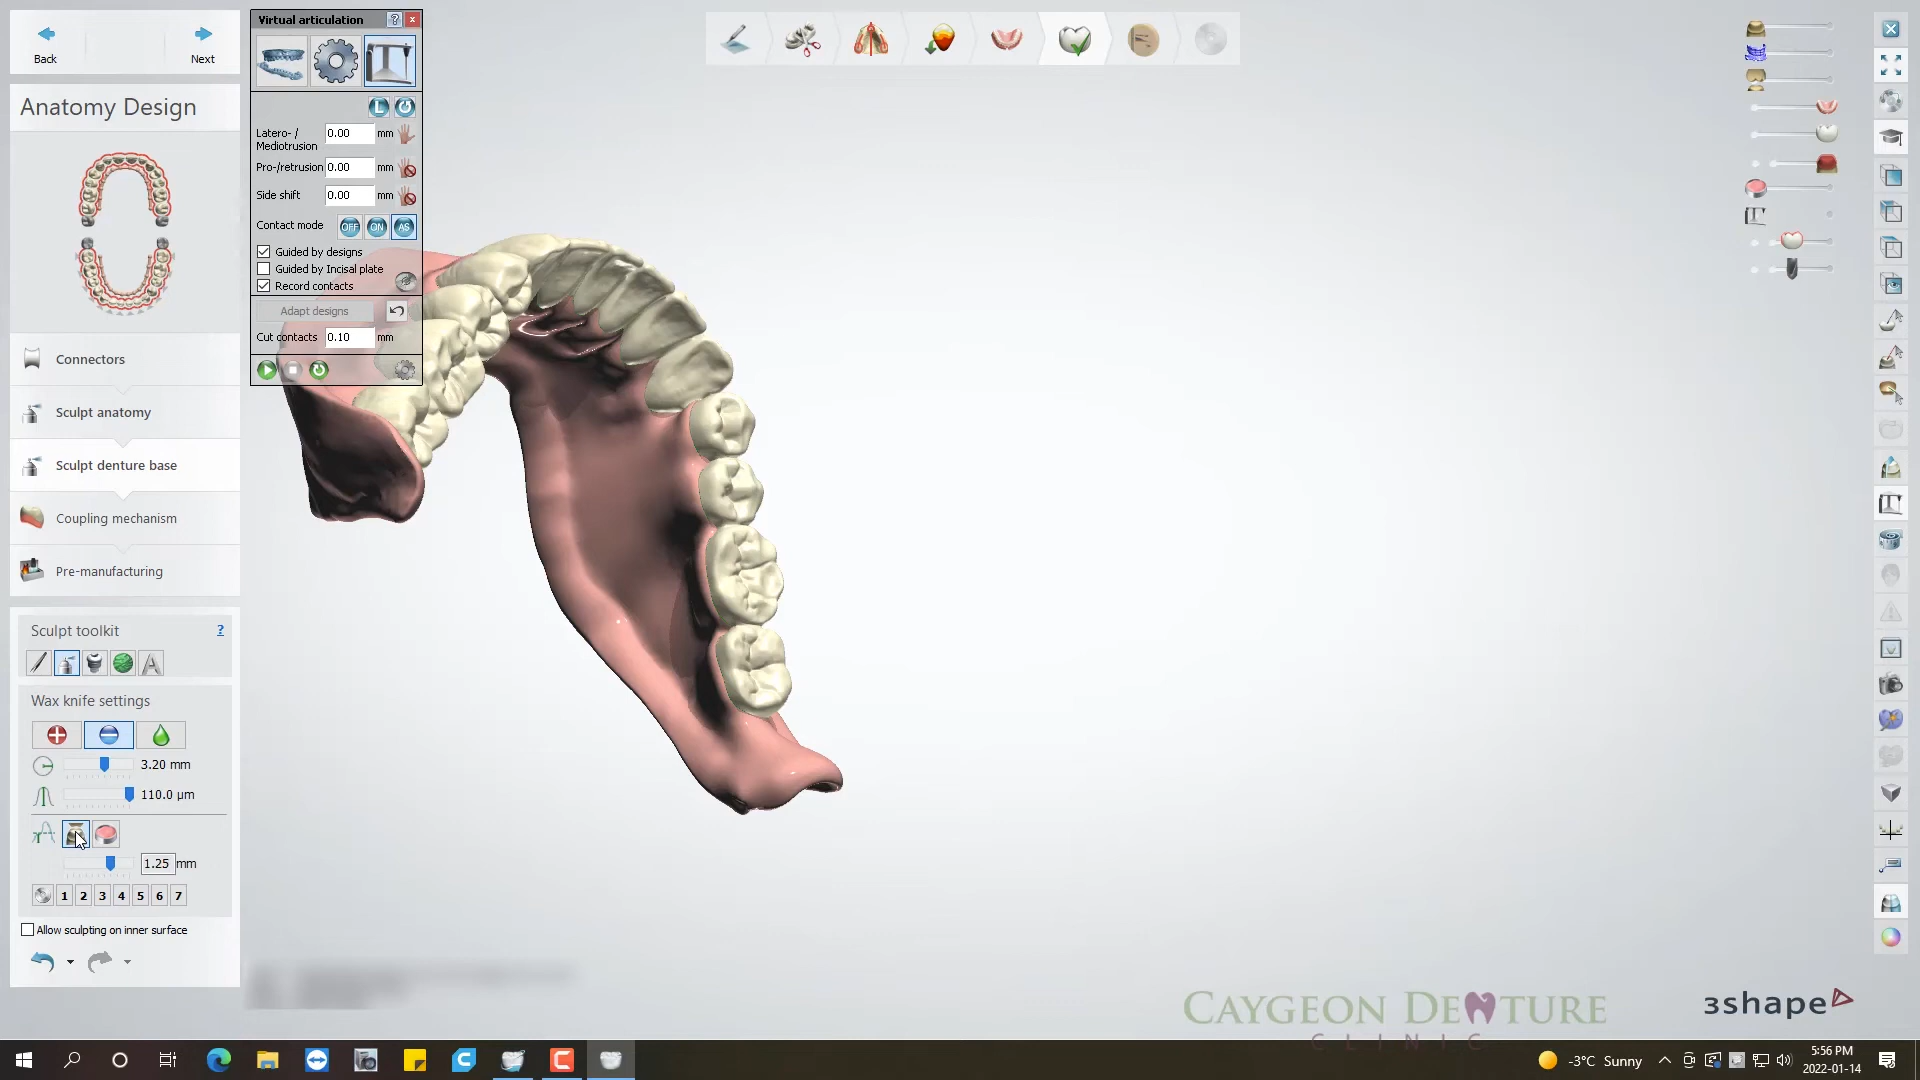 Back
Next
Anatomy Design
Connectors
Sculpt anatomy
Sculpt denture base
Coupling mechanism
Pre-manufacturing
Sculpt toolkit
?
A
Wax knife settings
3.20 mm
110.0 µm
1.25 mm
1 2 3 4 5 6 7
Allow sculpting on inner surface
Virtual articulation
?
L
Latero- /
Mediotrusion
0.00 mm
Pro-/retrusion 0.00 mm
Side shift 0.00 mm
Contact mode OFF ON AS
Guided by designs
Guided by Incisal plate
Record contacts
Adapt designs
Cut contacts 0.10 mm
CAYGEON DENTURE
CLINIC
3shape
-3°C Sunny
5:56 PM
2022-01-14